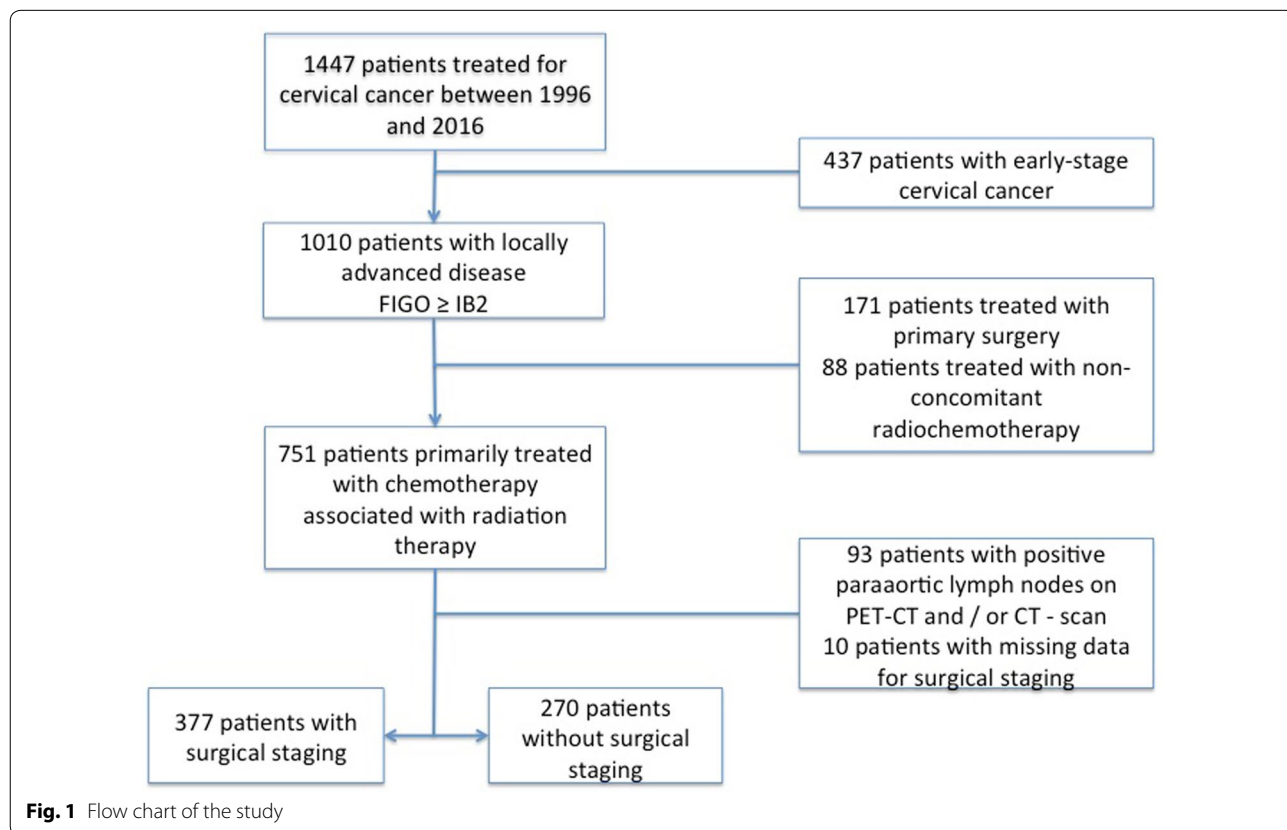 1447 patients treated for
cervical cancer between 1996
and 2016
437 patients with early-stage
cervical cancer
1010 patients with locally
advanced disease
FIGO ≥ IB2
171 patients treated with
primary surgery
88 patients treated with non-
concomitant
radiochemotherapy
751 patients primarily treated
with chemotherapy
associated with radiation
therapy
93 patients with positive
paraaortic lymph nodes on
PET-CT and / or CT - scan
10 patients with missing data
for surgical staging
377 patients with
surgical staging
270 patients
without surgical
staging
Fig. 1 Flow chart of the study